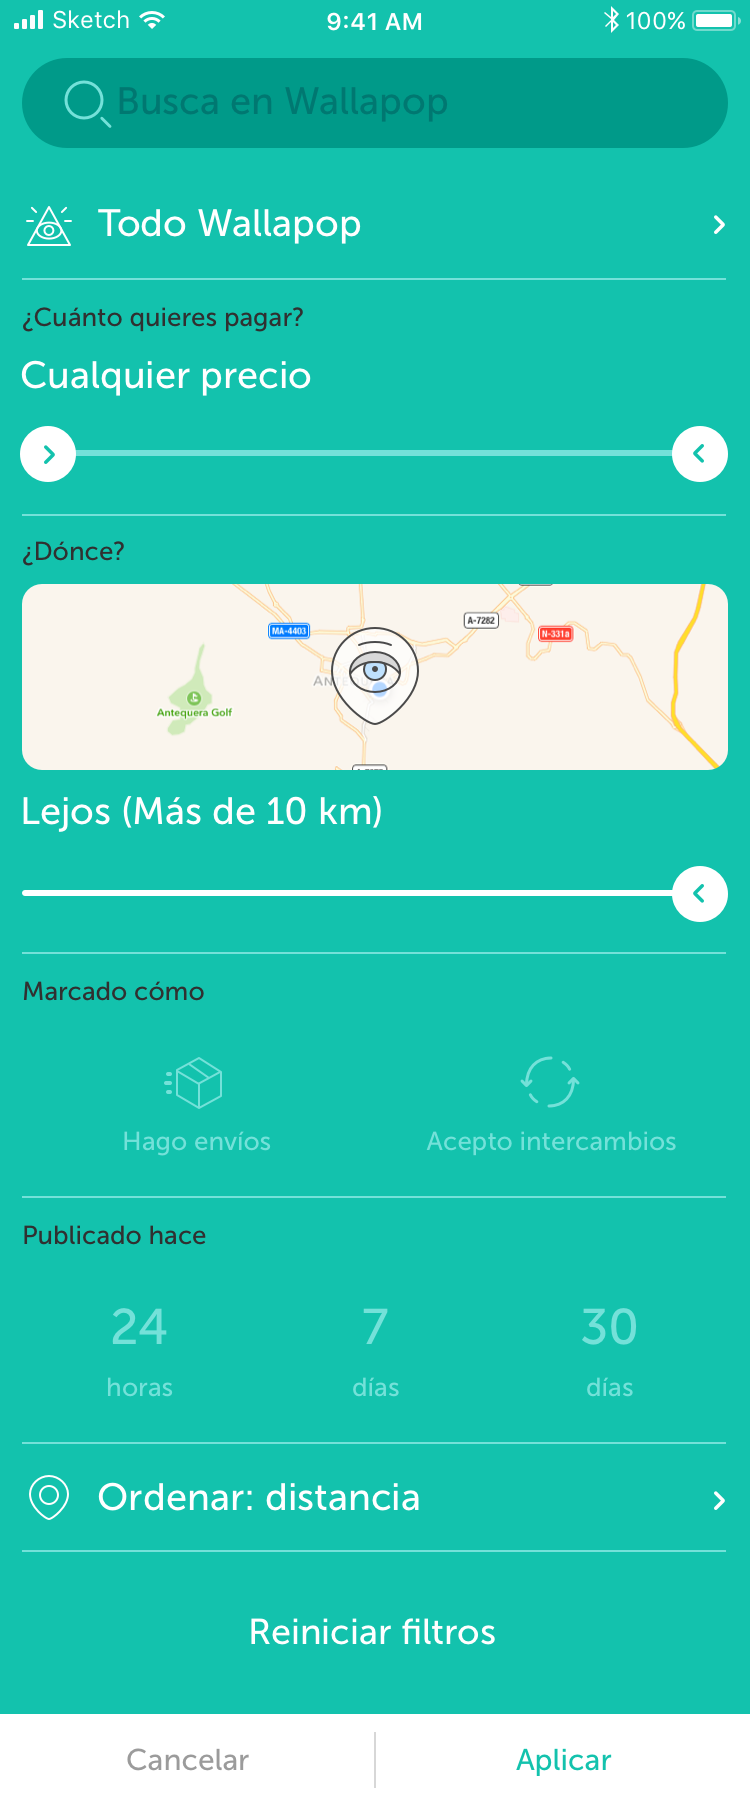 Sketch 9:41 AM 100%
Busca en Wallapop
Todo Wallapop
¿Cuánto quieres pagar?
Cualquier precio
¿Dónce?
A-7282
MA-4403
N-331a
Antequera Golf
Lejos (Más de 10 km)
Marcado cómo
Hago envíos Acepto intercambios
Publicado hace
24 7 30
horas días días
Ordenar: distancia
Reiniciar filtros
Cancelar Aplicar